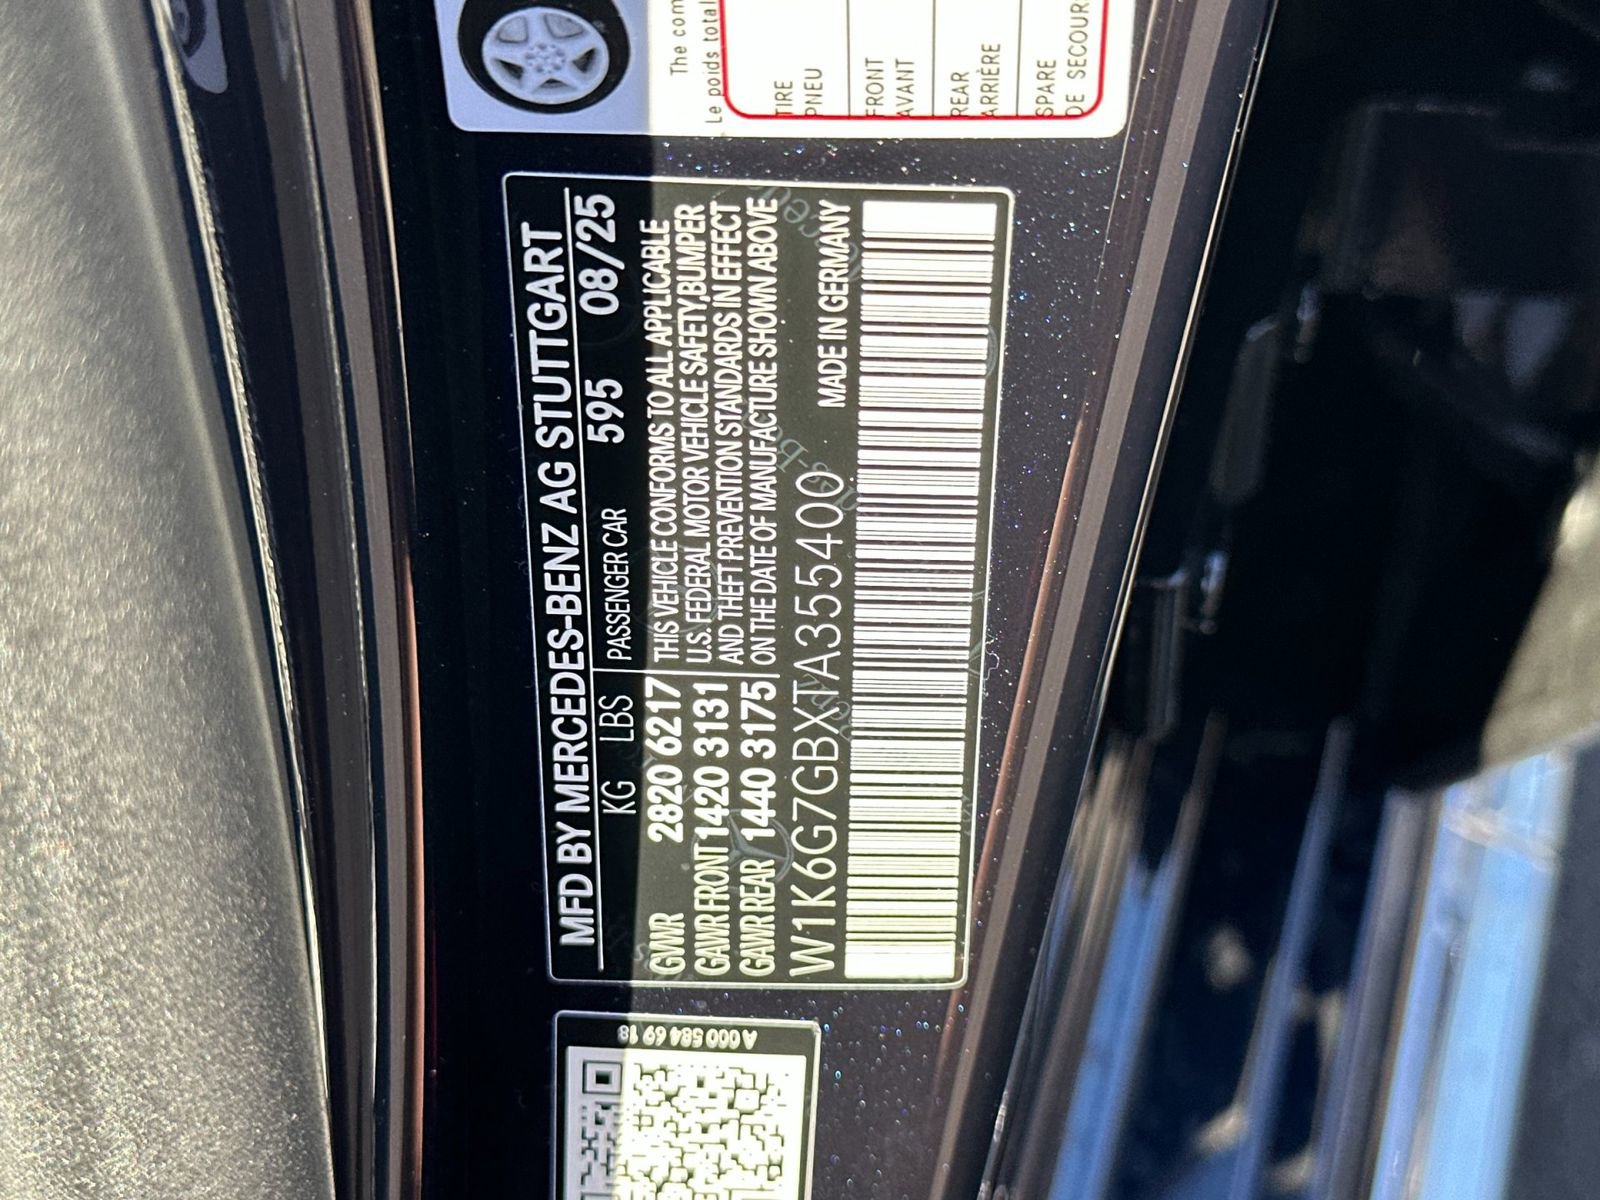 The com
Le poids total
TIRE
PNEU
FRONT
AVANT
REAR
ARRIÈRE
SPARE
DE SECOURS
MFD BY MERCEDES-BENZ AG STUTTGART
KG LBS PASSENGER CAR 595 08/25
GVWR 2820 6217
GAWR FRONT 1420 3131
GAWR REAR 1440 3175
THIS VEHICLE CONFORMS TO ALL APPLICABLE
U.S. FEDERAL MOTOR VEHICLE SAFETY,BUMPER
AND THEFT PREVENTION STANDARDS IN EFFECT
ON THE DATE OF MANUFACTURE SHOWN ABOVE
W1K6G7GBXTA355400
MADE IN GERMANY
A 000 584 69 18